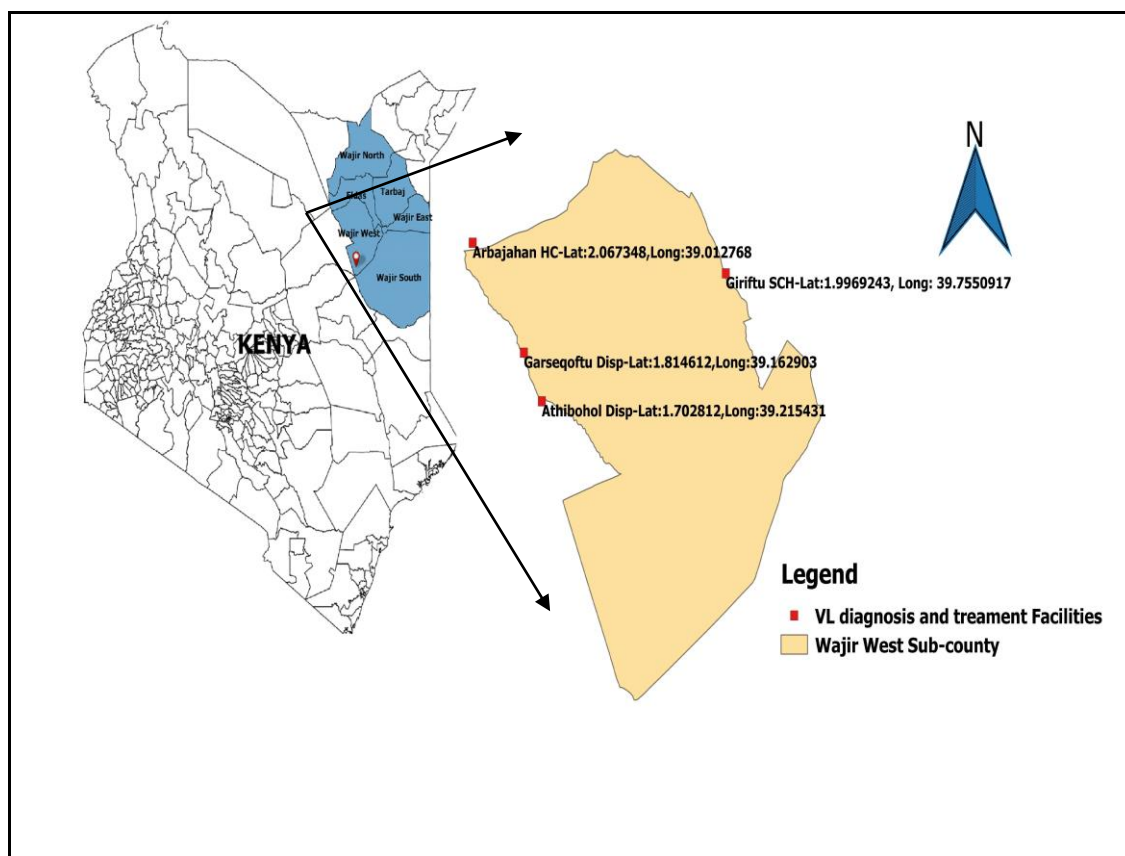 N
Wajir North
Eldas
Tarbaj
Wajir East
Wajir West
Wajir South
KENYA
Arbajahan HC-Lat:2.067348,Long:39.012768
Giriftu SCH-Lat:1.9969243, Long: 39.7550917
Garseqoftu Disp-Lat:1.814612,Long:39.162903
Athibohol Disp-Lat:1.702812,Long:39.215431
Legend
VL diagnosis and treament Facilities
Wajir West Sub-county